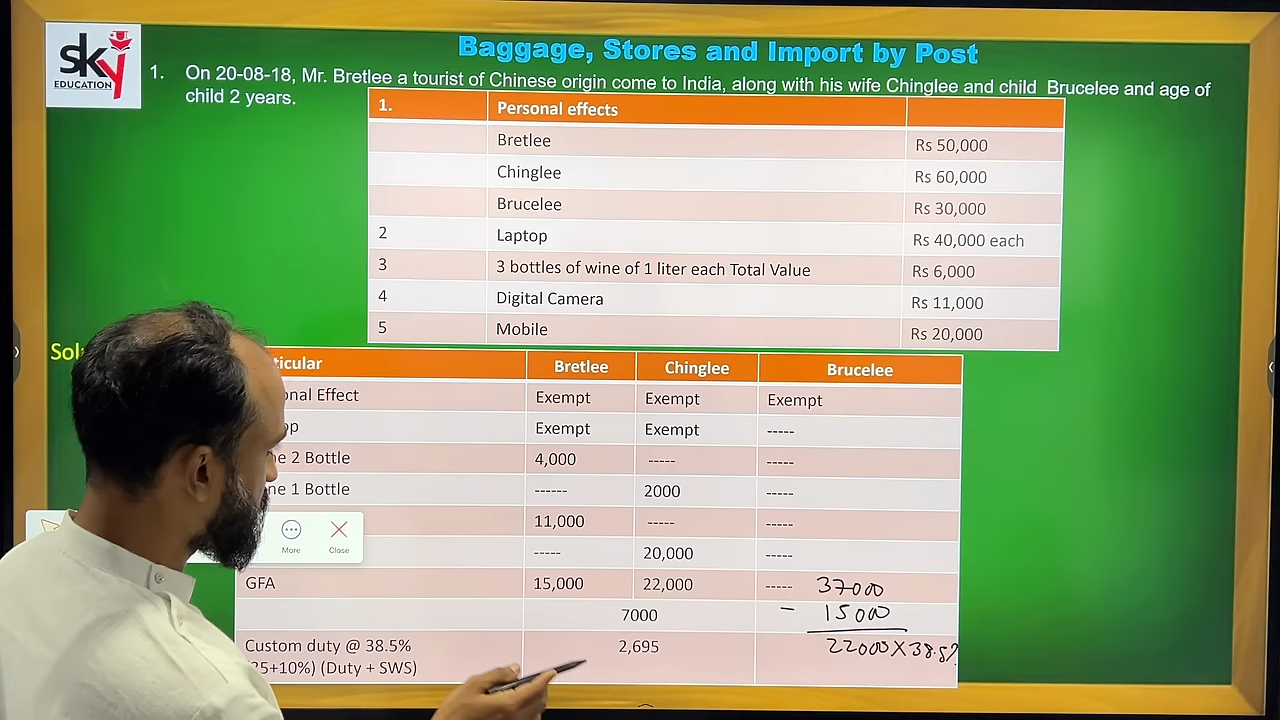 sky
EDUCATION
Baggage, Stores and Import by Post
1. On 20-08-18, Mr. Bretlee a tourist of Chinese origin come to India, along with his wife Chinglee and child Brucelee and age of
child 2 years.
1. Personal effects
Bretlee Rs 50,000
Chinglee Rs 60,000
Brucelee Rs 30,000
2 Laptop Rs 40,000 each
3 3 bottles of wine of 1 liter each Total Value Rs 6,000
4 Digital Camera Rs 11,000
5 Mobile Rs 20,000
Bretlee Chinglee Brucelee
Exempt Exempt Exempt
Exempt Exempt -----
2 Bottle 4,000 ----- -----
1 Bottle ------ 2000 -----
11,000 ----- -----
----- 20,000 -----
More Close
GFA 15,000 22,000 ----- 37000
7000 - 15000
Custom duty @ 38.5% 2,695 22000 X 38.5%
(Duty + SWS)